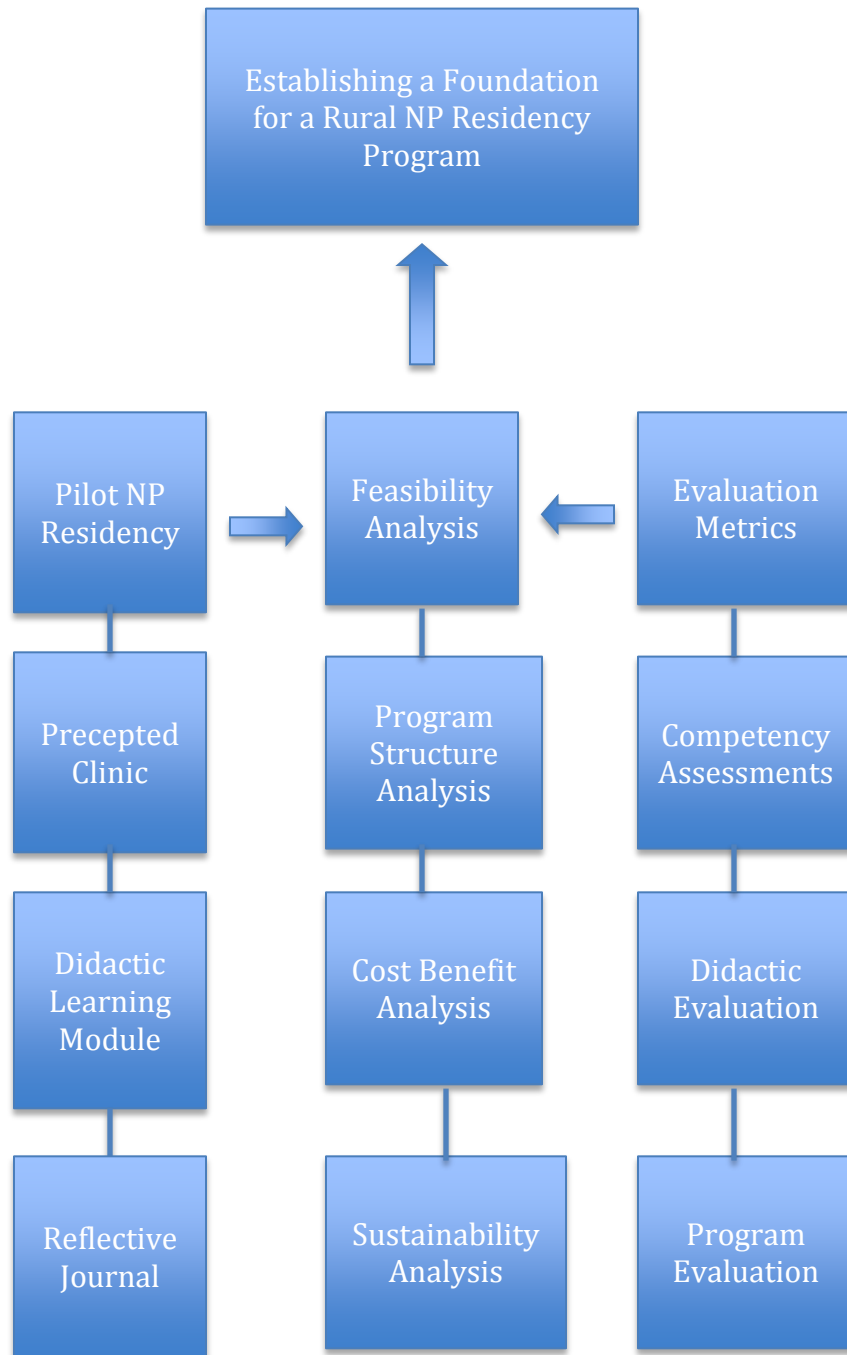 Establishing a Foundation
for a Rural NP Residency
Program
Pilot NP
Residency
Feasibility
Analysis
Evaluation
Metrics
Precepted
Clinic
Program
Structure
Analysis
Competency
Assessments
Didactic
Learning
Module
Cost Benefit
Analysis
Didactic
Evaluation
Reflective
Journal
Sustainability
Analysis
Program
Evaluation